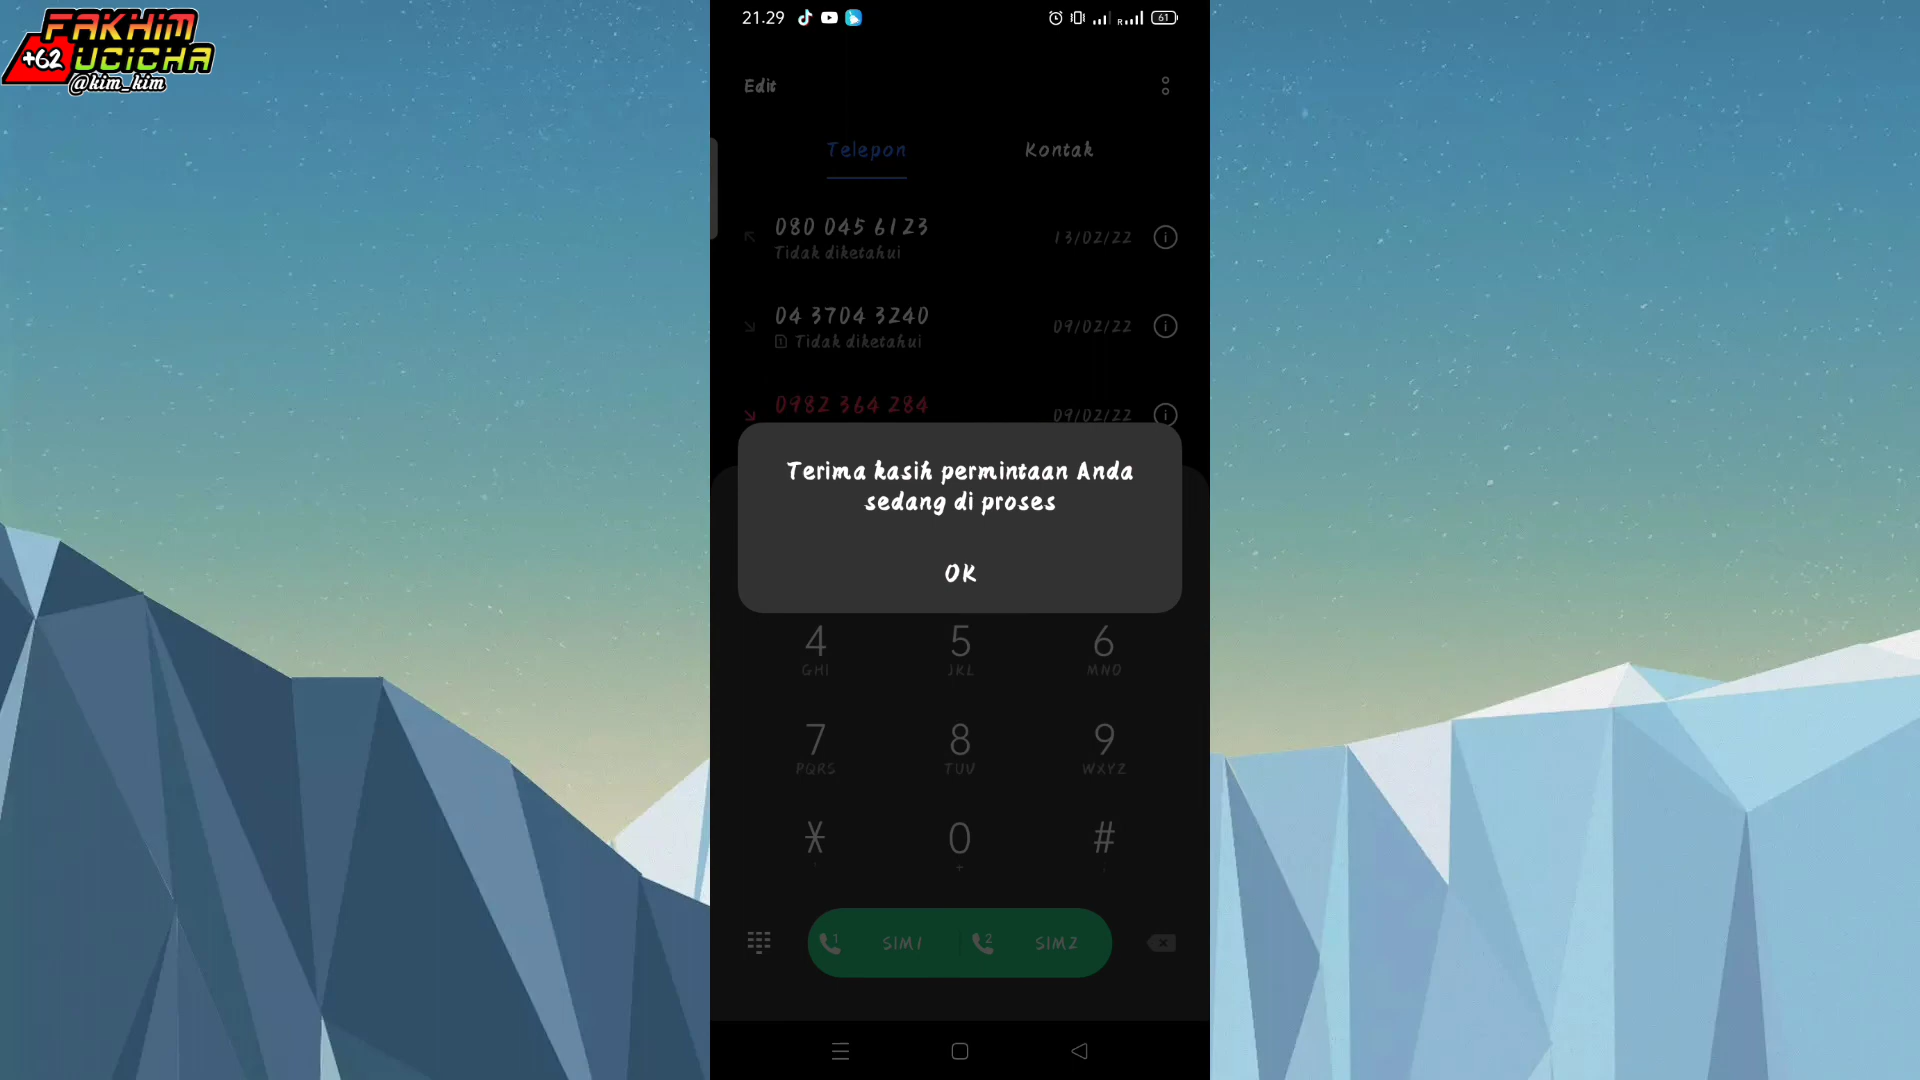 FAKHIM
+62 UCICHA
@kim_kim
21.29
R
61
Edit
Telepon
Kontak
080 045 6123
13/02/22
Tidak diketahui
04 3704 3240
09/02/22
1 Tidak diketahui
0982 364 284
09/02/22
Terima kasih permintaan Anda
sedang di proses
OK
4 5 6
GHI JKL MNO
7 8 9
PQRS TUV WXYZ
* 0 #
+
1 SIM1 2 SIM2